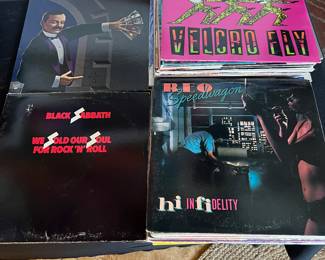 VELCRO FLY
BLACK SABBATH
WE SOLD OUR SOUL
FOR ROCK 'N' ROLL
REO
Speedwagon
hi INFIDELITY